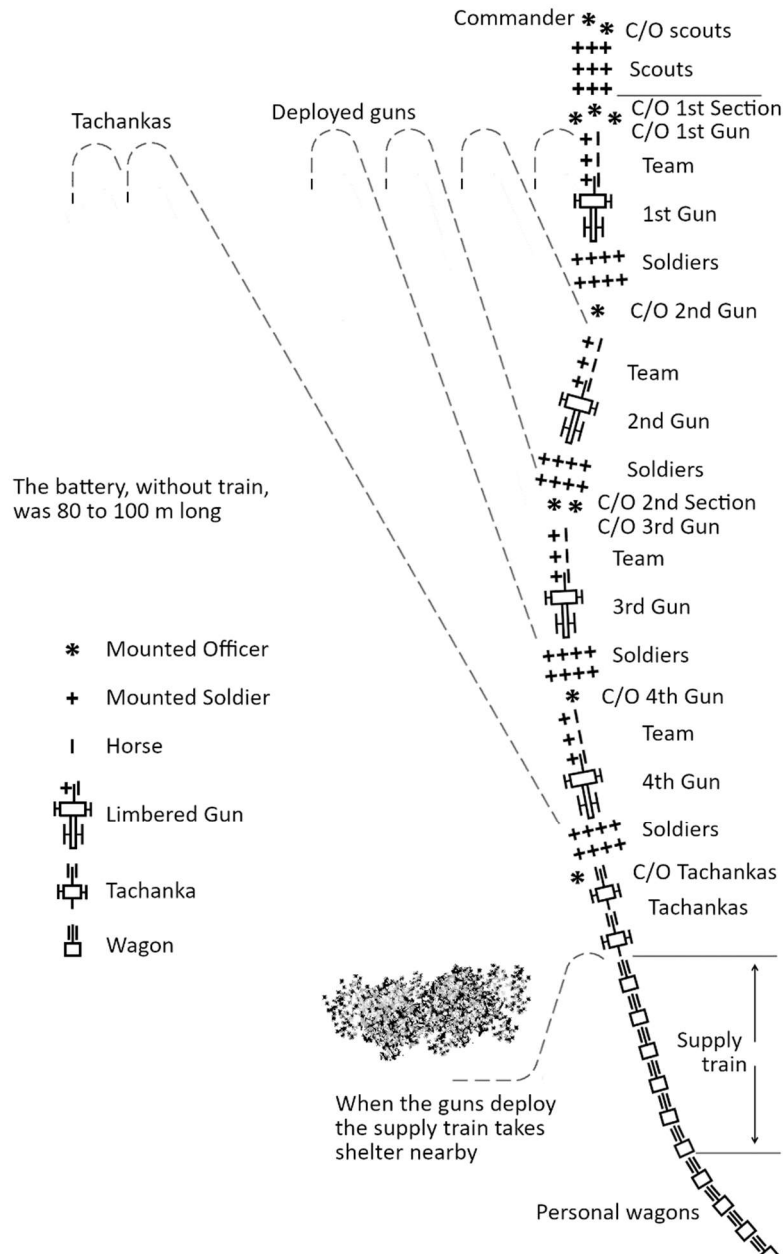 Commander
C/O scouts
Scouts
Tachankas
Deployed guns
C/O 1st Section
C/O 1st Gun
Team
1st Gun
Soldiers
C/O 2nd Gun
Team
2nd Gun
Soldiers
The battery, without train,
was 80 to 100 m long
C/O 2nd Section
C/O 3rd Gun
Team
3rd Gun
Soldiers
C/O 4th Gun
Team
4th Gun
Soldiers
C/O Tachankas
Tachankas
Mounted Officer
Mounted Soldier
Horse
Limbered Gun
Tachanka
Wagon
Supply
train
When the guns deploy
the supply train takes
shelter nearby
Personal wagons